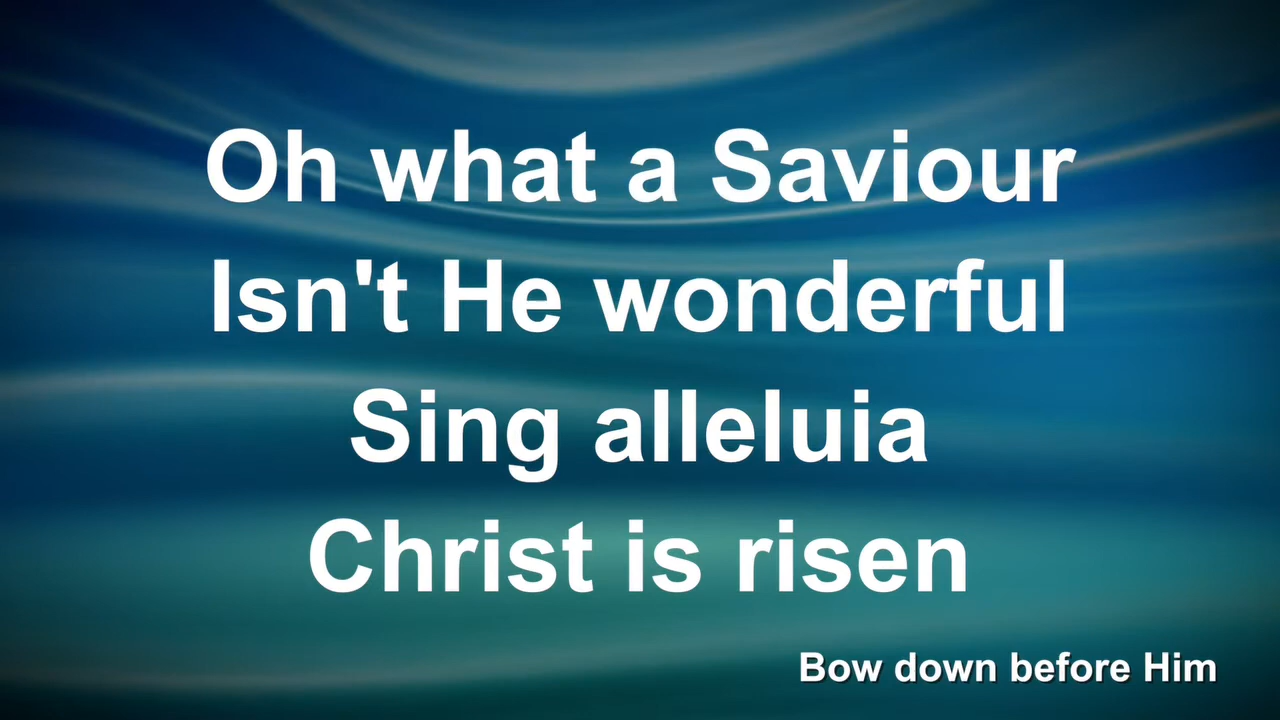 Oh what a Saviour
Isn't He wonderful
Sing alleluia
Christ is risen
Bow down before Him